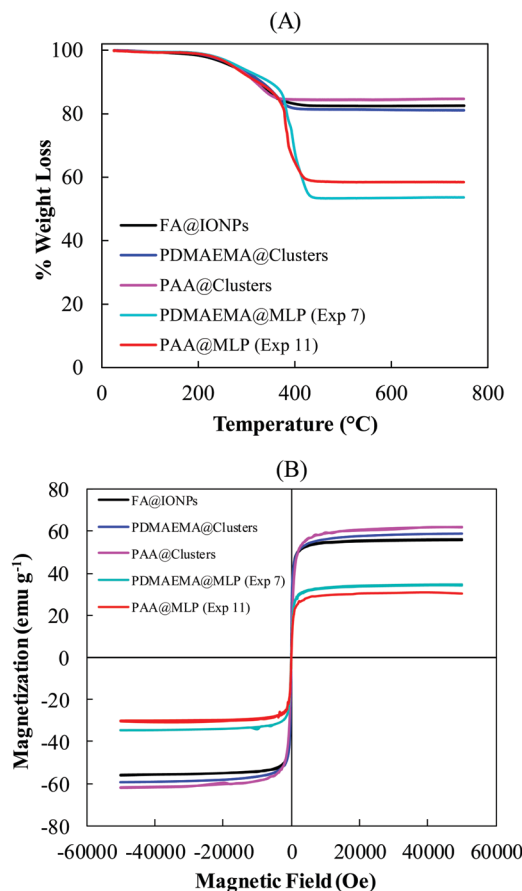 (A)
100
80
60
40
20
0
% Weight Loss
FA@IONPs
PDMAEMA@Clusters
PAA@Clusters
PDMAEMA@MLP (Exp 7)
PAA@MLP (Exp 11)
0 200 400 600 800
Temperature (°C)
(B)
80
60
40
20
0
-20
-40
-60
-80
Magnetization (emu g⁻¹)
FA@IONPs
PDMAEMA@Clusters
PAA@Clusters
PDMAEMA@MLP (Exp 7)
PAA@MLP (Exp 11)
-60000 -40000 -20000 0 20000 40000 60000
Magnetic Field (Oe)